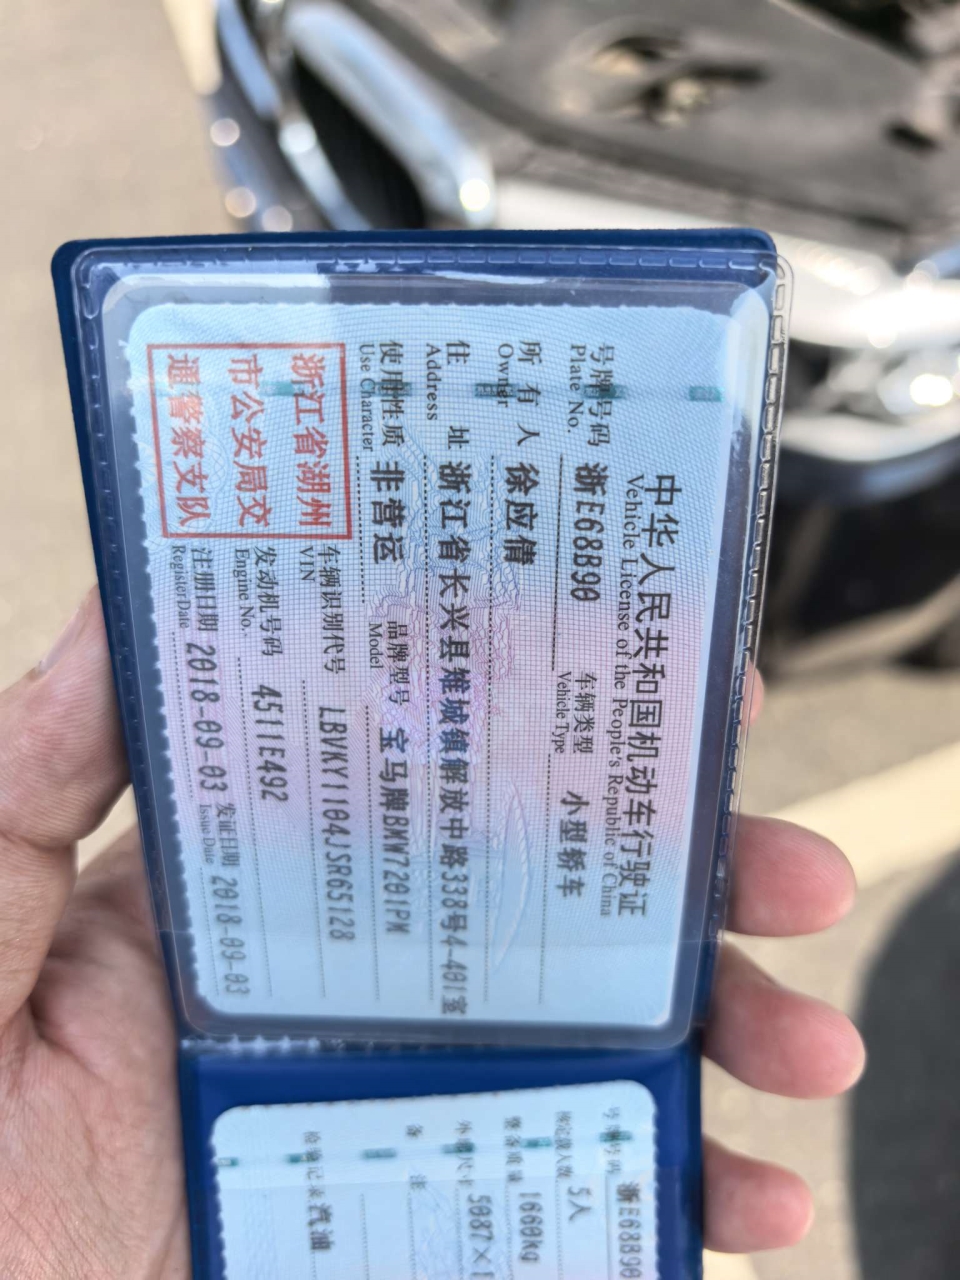 中华人民共和国机动车行驶证
Vehicle License of the People's Republic of China
号牌号码 浙E68B90 车辆类型 小型轿车
Plate No. Vehicle Type
所有人 徐应倩
Owner
住址 浙江省长兴县雉城镇解放中路338号4-401室
Address
使用性质 非营运 品牌型号 宝马牌BMW7201PM
Use Character Model
浙江省湖州
市公安局交
通警察支队
车辆识别代号 LBVKY1104JSR65128
VIN
发动机号码 4511E492
Engine No.
注册日期 2018-09-03 发证日期 2018-09-03
Register Date Issue Date
号牌号码 浙E68B90
核定载人数 5人
整备质量 1660kg
外廓尺寸 5087×1
备注
检验记录 汽油